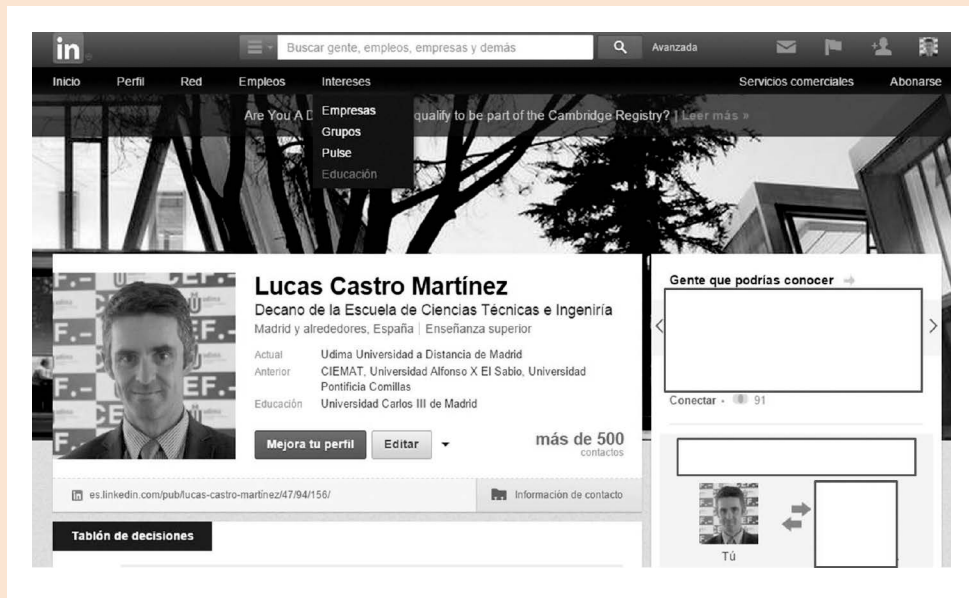 in
Buscar gente, empleos, empresas y demás
Avanzada
Inicio Perfil Red Empleos Intereses Servicios comerciales Abonarse
Are You A D qualify to be part of the Cambridge Registry? | Leer más »
Empresas
Grupos
Pulse
Educación
Lucas Castro Martínez
Decano de la Escuela de Ciencias Técnicas e Ingeniría
Madrid y alrededores, España | Enseñanza superior
Actual Udima Universidad a Distancia de Madrid
Anterior CIEMAT, Universidad Alfonso X El Sabio, Universidad
Pontificia Comillas
Educación Universidad Carlos III de Madrid
Mejora tu perfil Editar
más de 500
contactos
es.linkedin.com/pub/lucas-castro-martínez/47/94/156/
Información de contacto
Tablón de decisiones
Gente que podrías conocer
Conectar • 91
Tú